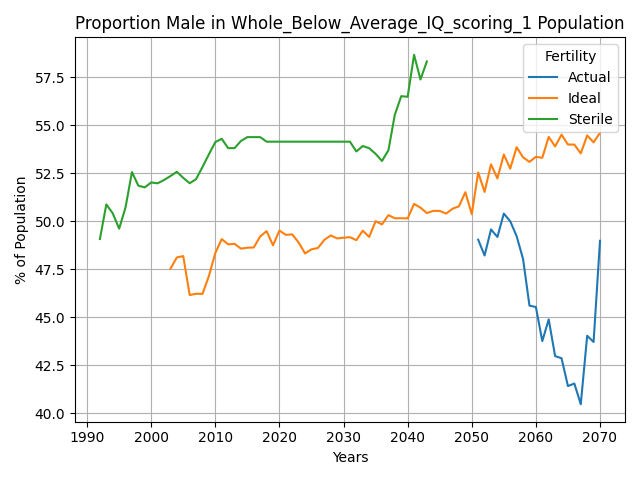 Proportion Male in Whole_Below_Average_IQ_scoring_1 Population
% of Population
57.5
55.0
52.5
50.0
47.5
45.0
42.5
40.0
Fertility
Actual
Ideal
Sterile
1990 2000 2010 2020 2030 2040 2050 2060 2070
Years